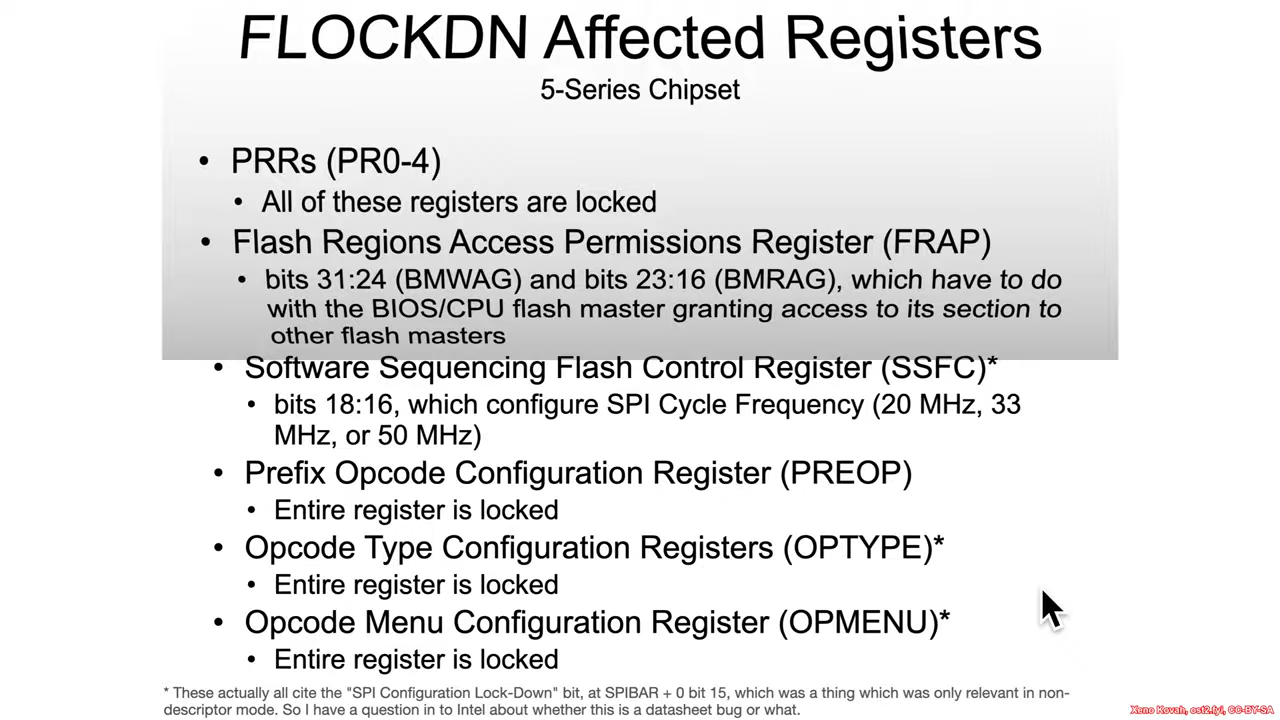 FLOCKDN Affected Registers
5-Series Chipset
• PRRs (PR0-4)
• All of these registers are locked
• Flash Regions Access Permissions Register (FRAP)
• bits 31:24 (BMWAG) and bits 23:16 (BMRAG), which have to do
with the BIOS/CPU flash master granting access to its section to
other flash masters
• Software Sequencing Flash Control Register (SSFC)*
• bits 18:16, which configure SPI Cycle Frequency (20 MHz, 33
MHz, or 50 MHz)
• Prefix Opcode Configuration Register (PREOP)
• Entire register is locked
• Opcode Type Configuration Registers (OPTYPE)*
• Entire register is locked
• Opcode Menu Configuration Register (OPMENU)*
• Entire register is locked
* These actually all cite the "SPI Configuration Lock-Down" bit, at SPIBAR + 0 bit 15, which was a thing which was only relevant in non-
descriptor mode. So I have a question in to Intel about whether this is a datasheet bug or what.
Xeno Kovah, ost2.fyi, CC-BY-SA